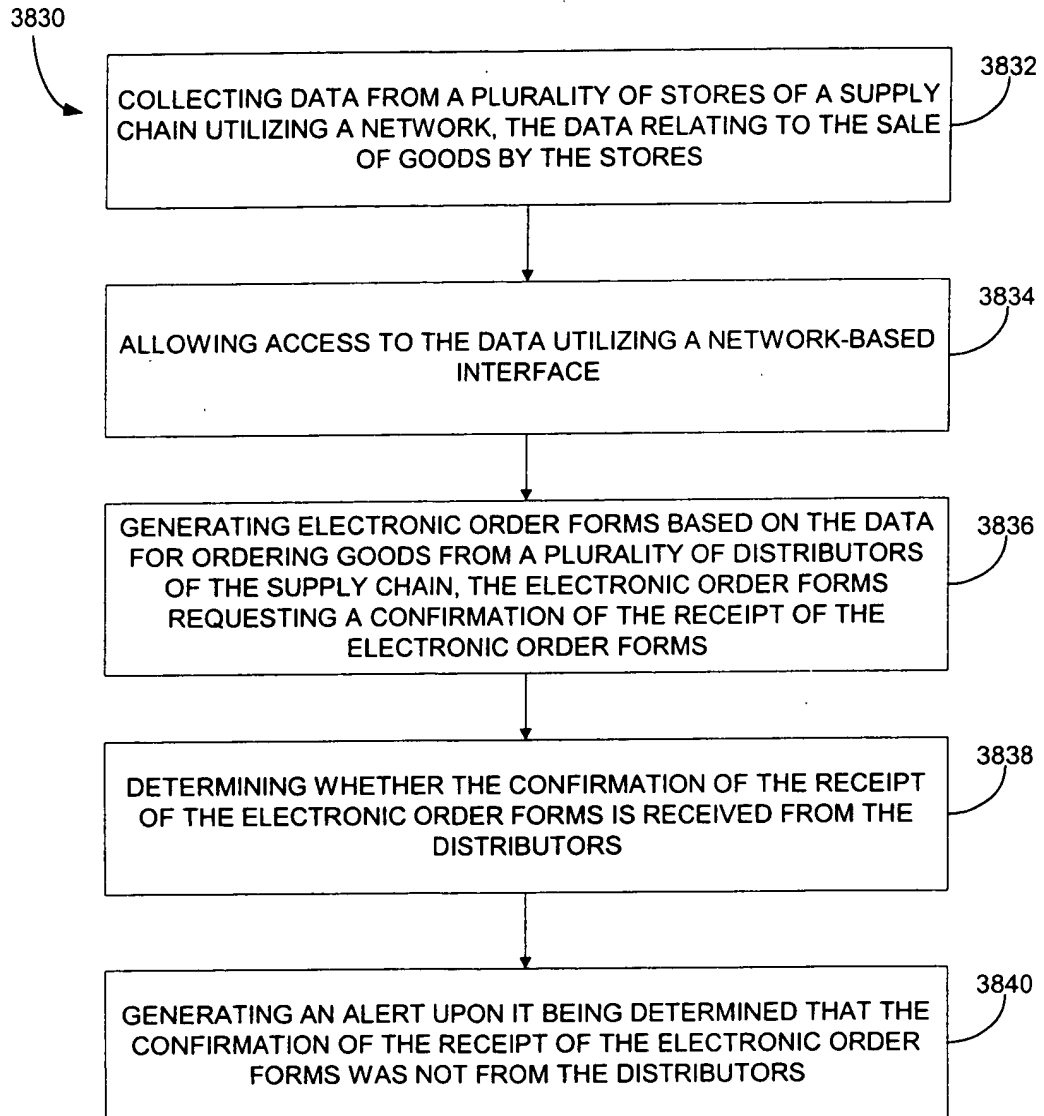 3830
3832
COLLECTING DATA FROM A PLURALITY OF STORES OF A SUPPLY
CHAIN UTILIZING A NETWORK, THE DATA RELATING TO THE SALE
OF GOODS BY THE STORES
3834
ALLOWING ACCESS TO THE DATA UTILIZING A NETWORK-BASED
INTERFACE
3836
GENERATING ELECTRONIC ORDER FORMS BASED ON THE DATA
FOR ORDERING GOODS FROM A PLURALITY OF DISTRIBUTORS
OF THE SUPPLY CHAIN, THE ELECTRONIC ORDER FORMS
REQUESTING A CONFIRMATION OF THE RECEIPT OF THE
ELECTRONIC ORDER FORMS
3838
DETERMINING WHETHER THE CONFIRMATION OF THE RECEIPT
OF THE ELECTRONIC ORDER FORMS IS RECEIVED FROM THE
DISTRIBUTORS
3840
GENERATING AN ALERT UPON IT BEING DETERMINED THAT THE
CONFIRMATION OF THE RECEIPT OF THE ELECTRONIC ORDER
FORMS WAS NOT FROM THE DISTRIBUTORS